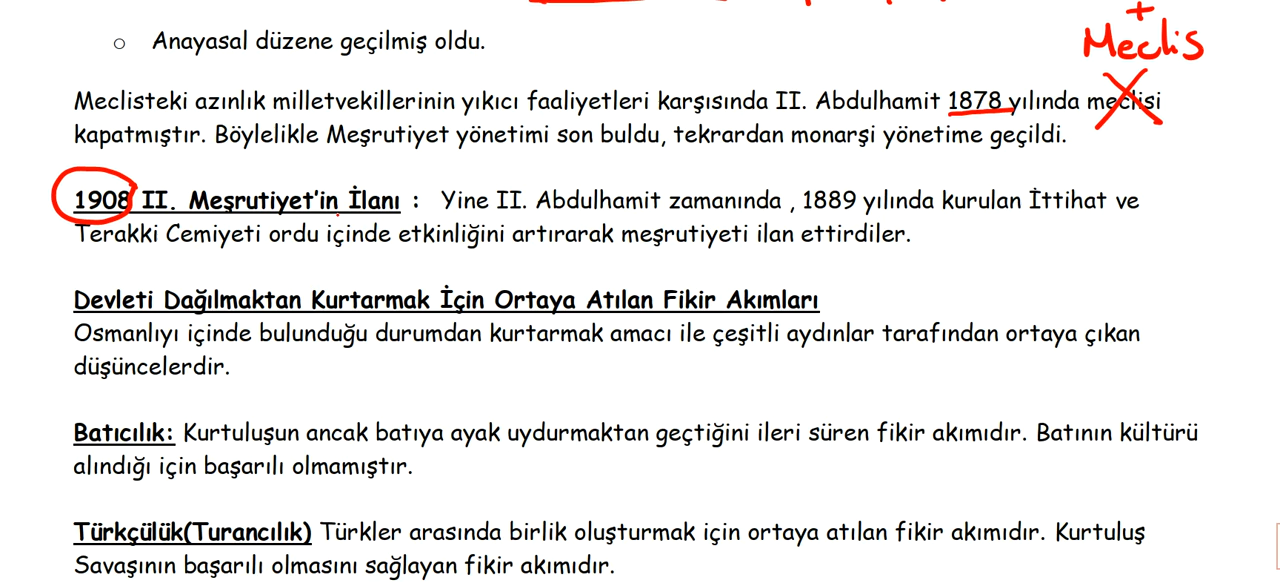 +
Meclis
o Anayasal düzene geçilmiş oldu.
Meclisteki azınlık milletvekillerinin yıkıcı faaliyetleri karşısında II. Abdulhamit 1878 yılında meclisi
kapatmıştır. Böylelikle Meşrutiyet yönetimi son buldu, tekrardan monarşi yönetime geçildi.
1908 II. Meşrutiyet’in İlanı : Yine II. Abdulhamit zamanında , 1889 yılında kurulan İttihat ve
Terakki Cemiyeti ordu içinde etkinliğini artırarak meşrutiyeti ilan ettirdiler.
Devleti Dağılmaktan Kurtarmak İçin Ortaya Atılan Fikir Akımları
Osmanlıyı içinde bulunduğu durumdan kurtarmak amacı ile çeşitli aydınlar tarafından ortaya çıkan
düşüncelerdir.
Batıcılık: Kurtuluşun ancak batıya ayak uydurmaktan geçtiğini ileri süren fikir akımıdır. Batının kültürü
alındığı için başarılı olmamıştır.
Türkçülük(Turancılık) Türkler arasında birlik oluşturmak için ortaya atılan fikir akımıdır. Kurtuluş
Savaşının başarılı olmasını sağlayan fikir akımıdır.